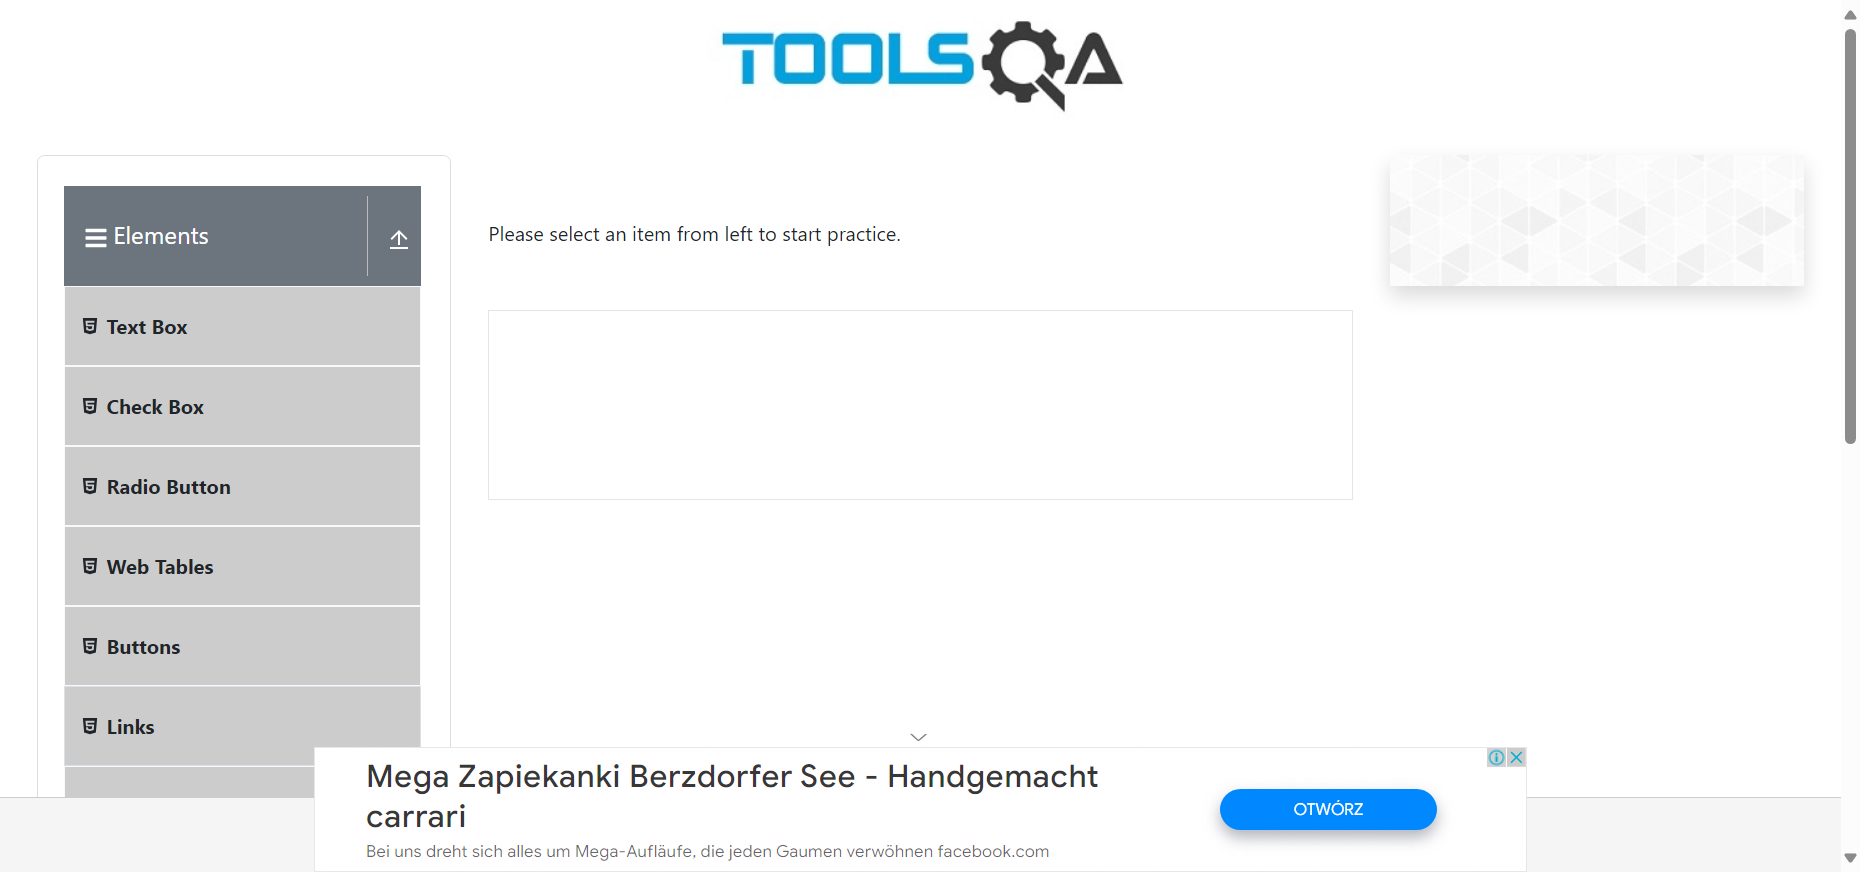 TOOLSQA
Elements
Please select an item from left to start practice.
Text Box
Check Box
Radio Button
Web Tables
Buttons
Links
Mega Zapiekanki Berzdorfer See - Handgemacht
carrari
OTWÓRZ
Bei uns dreht sich alles um Mega-Aufläufe, die jeden Gaumen verwöhnen facebook.com